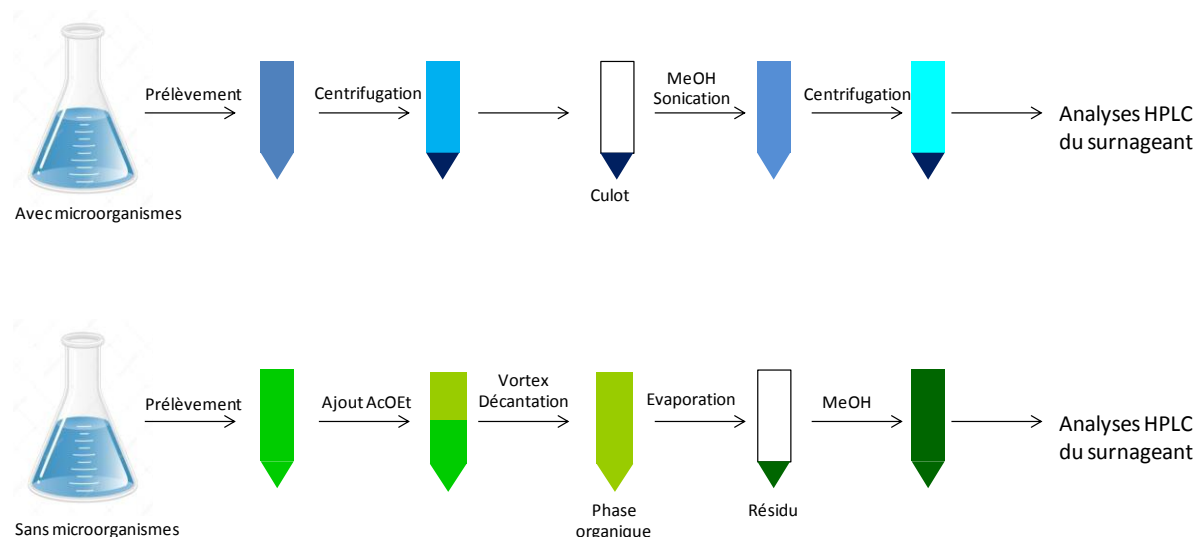 Prélèvement
Centrifugation
MeOH
Sonication
Centrifugation
Analyses HPLC
du surnageant
Culot
Avec microorganismes
Prélèvement
Ajout AcOEt
Vortex
Décantation
Evaporation
MeOH
Analyses HPLC
du surnageant
Phase
organique
Résidu
Sans microorganismes